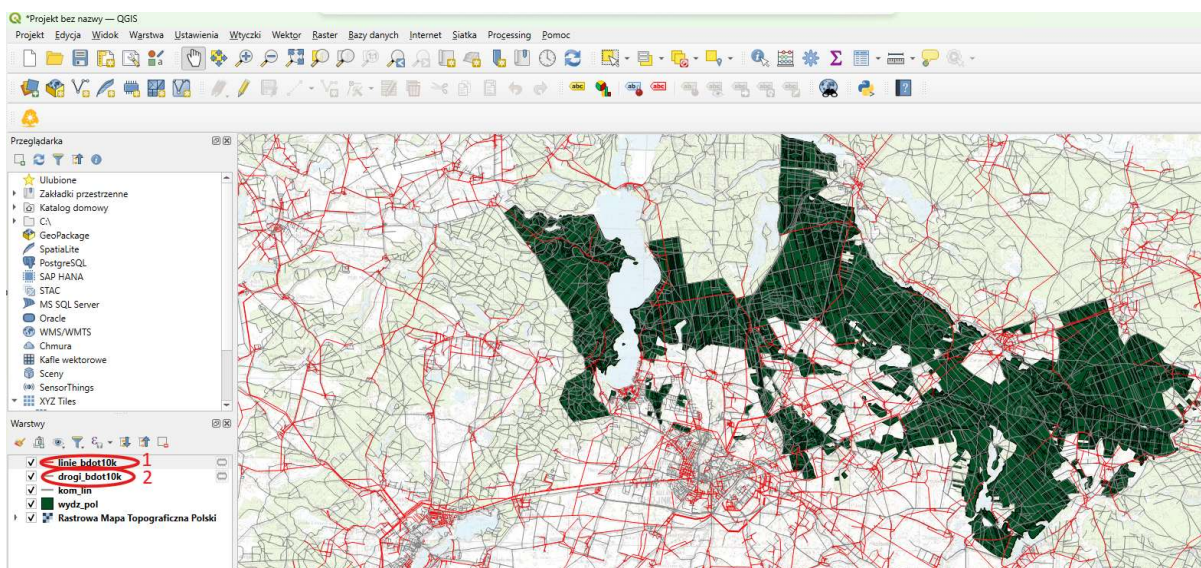 *Projekt bez nazwy — QGIS
Projekt Edycja Widok Warstwa Ustawienia Wtyczki Wektor Raster Bazy danych Internet Siatka Processing Pomoc
Przeglądarka
Ulubione
Zakładki przestrzenne
Katalog domowy
C:\
GeoPackage
SpatiaLite
PostgreSQL
SAP HANA
STAC
MS SQL Server
Oracle
WMS/WMTS
Chmura
Kafle wektorowe
Sceny
SensorThings
XYZ Tiles
Warstwy
linie_bdot10k 1
drogi_bdot10k 2
kom_lin
wydz_pol
Rastrowa Mapa Topograficzna Polski